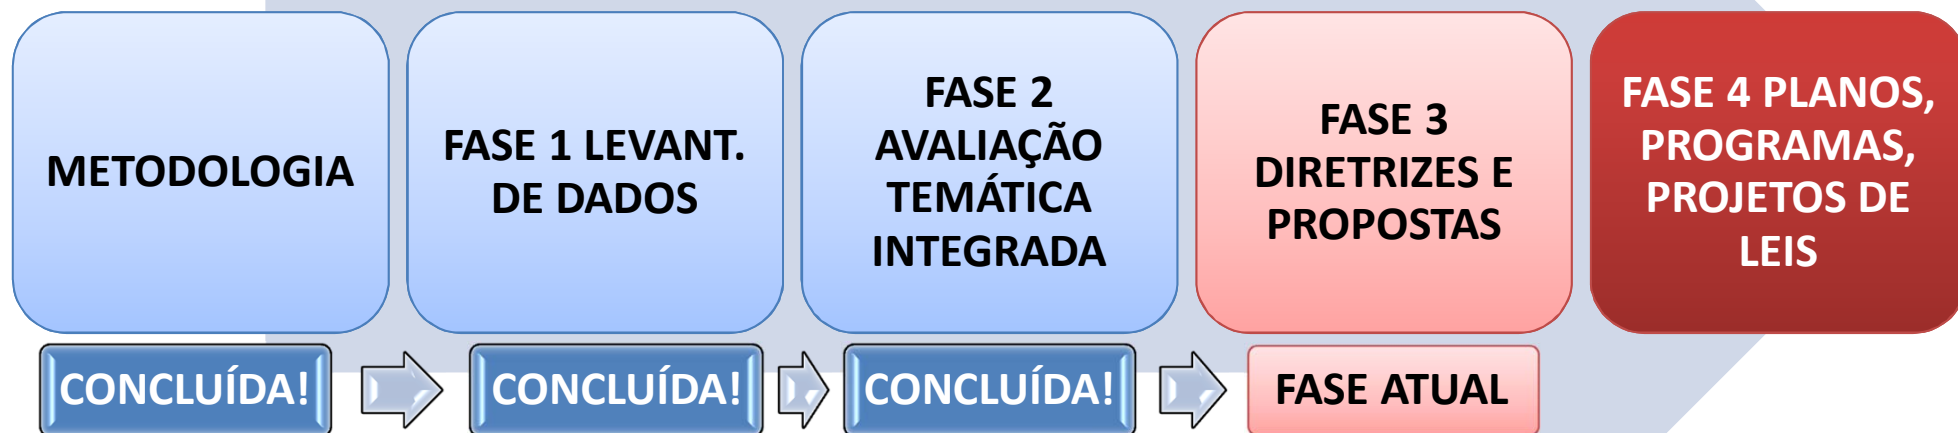 METODOLOGIA
FASE 1 LEVANT.
DE DADOS
FASE 2
AVALIAÇÃO
TEMÁTICA
INTEGRADA
FASE 3
DIRETRIZES E
PROPOSTAS
FASE 4 PLANOS,
PROGRAMAS,
PROJETOS DE
LEIS
CONCLUÍDA!
CONCLUÍDA!
CONCLUÍDA!
FASE ATUAL